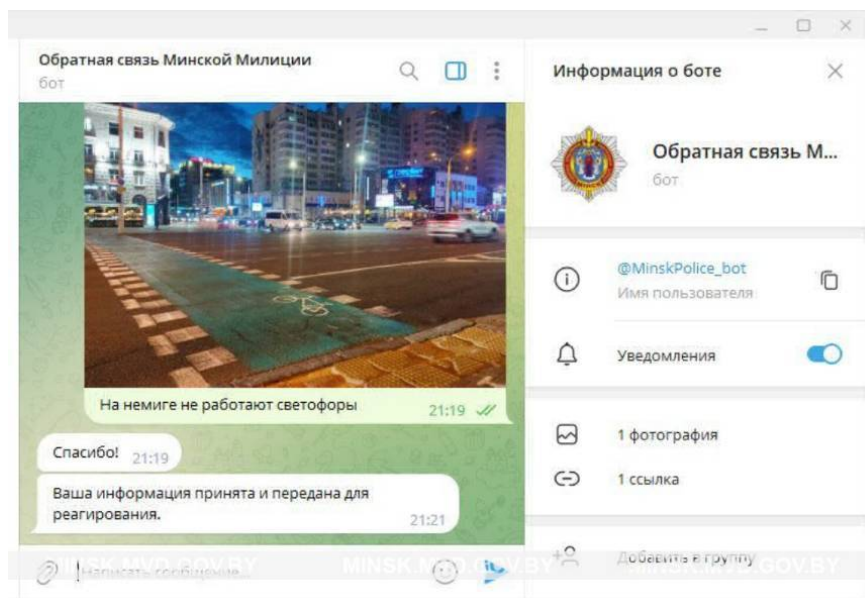 Обратная связь Минской Милиции
бот
На немиге не работают светофоры
21:19
Спасибо! 21:19
Ваша информация принята и передана для
реагирования.
21:21
Написать сообщение...
Информация о боте
Обратная связь М...
бот
@MinskPolice_bot
Имя пользователя
Уведомления
1 фотография
1 ссылка
Добавить в группу
MINSK.MVD.GOV.BY MINSK.MVD.GOV.BY MINSK.MVD.GOV.BY